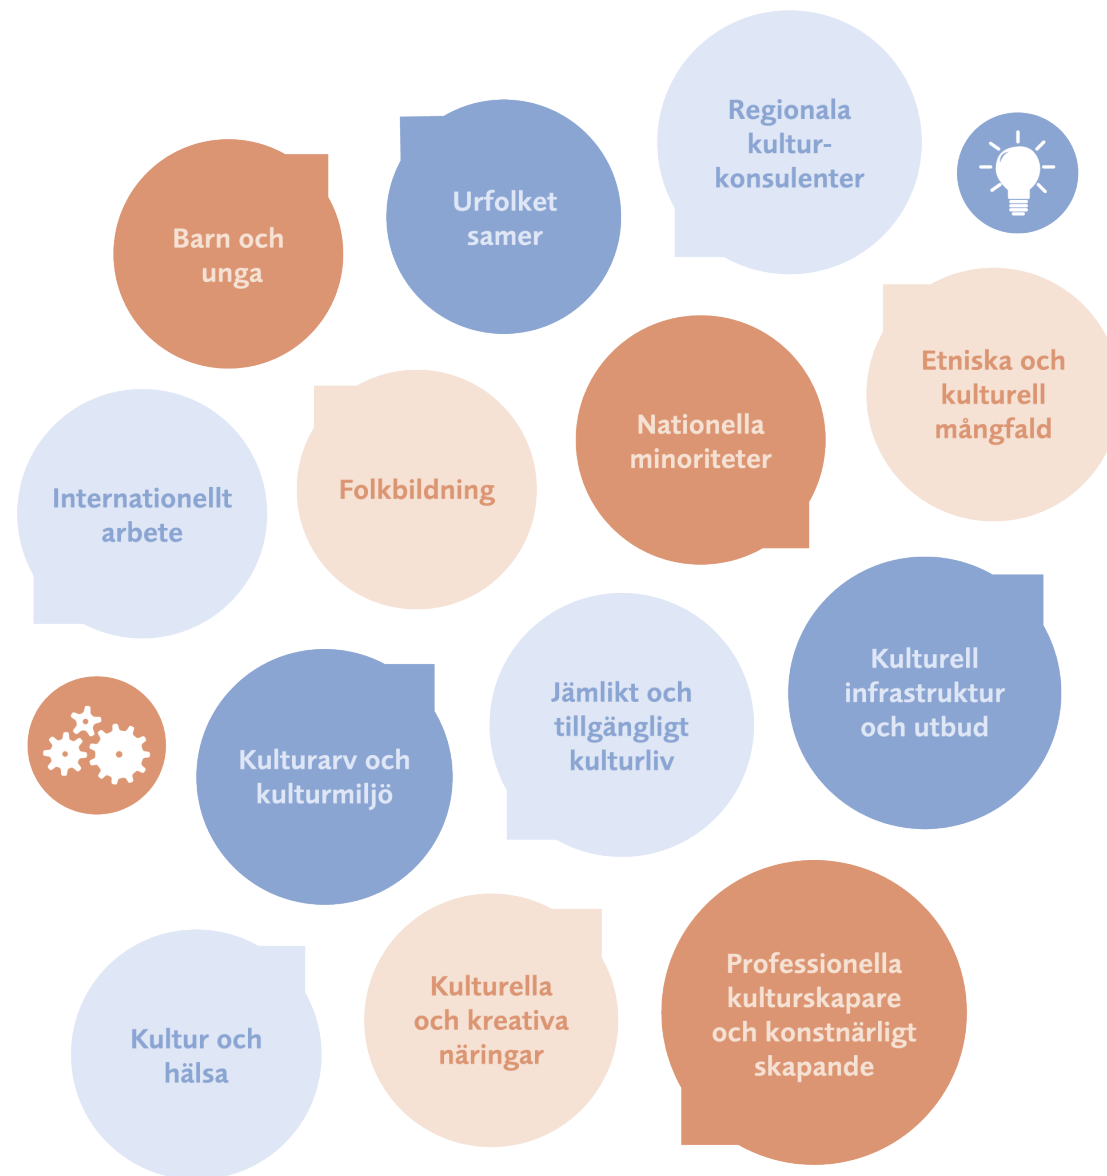 Regionala
kultur-
konsulenter
Urfolket
samer
Barn och
unga
Etniska och
kulturell
mångfald
Nationella
minoriteter
Folkbildning
Internationellt
arbete
Kulturell
infrastruktur
och utbud
Jämlikt och
tillgängligt
kulturliv
Kulturarv och
kulturmiljö
Professionella
kulturskapare
och konstnärligt
skapande
Kulturella
och kreativa
näringar
Kultur och
hälsa